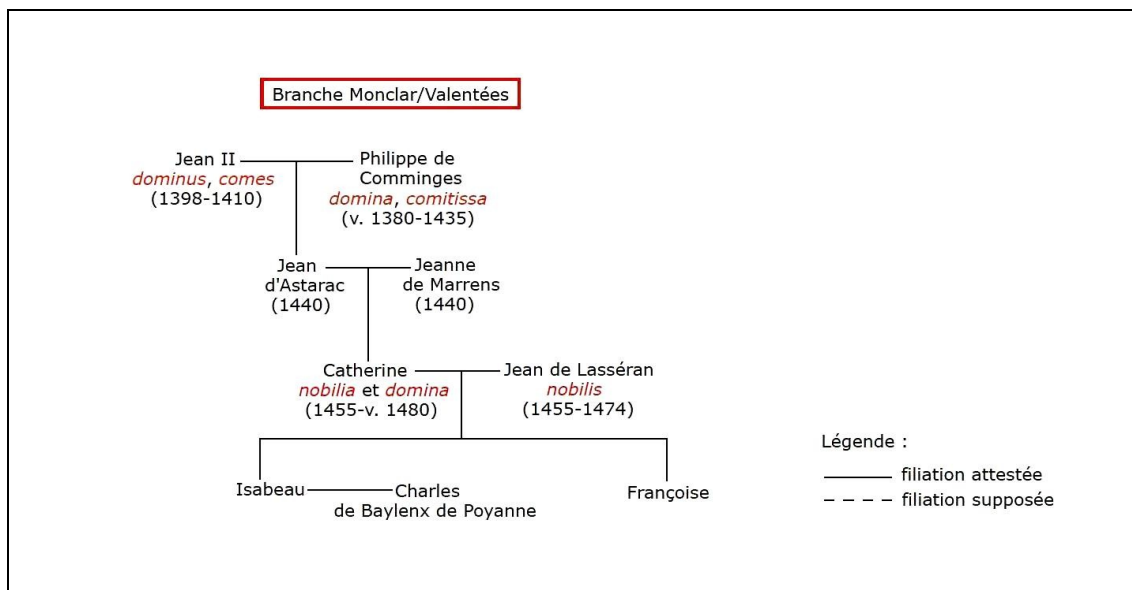 Branche Monclar/Valentées
Jean II
dominus, comes
(1398-1410)
Philippe de
Comminges
domina, comitissa
(v. 1380-1435)
Jean
d'Astarac
(1440)
Jeanne
de Marrens
(1440)
Catherine
nobilia et domina
(1455-v. 1480)
Jean de Lasséran
nobilis
(1455-1474)
Isabeau
Charles
de Baylenx de Poyanne
Françoise
Légende :
filiation attestée
filiation supposée